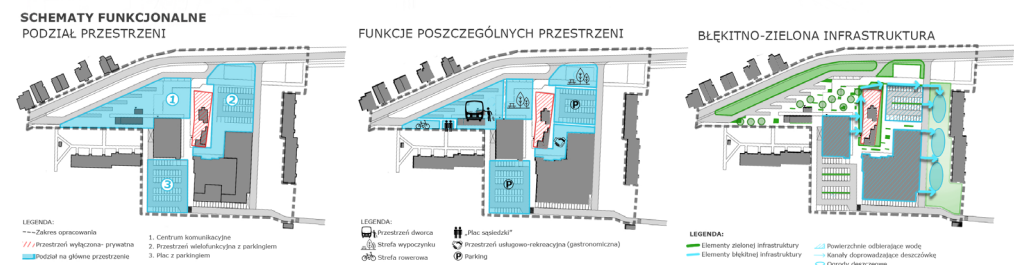 SCHEMATY FUNKCJONALNE
PODZIAŁ PRZESTRZENI
1
2
3
LEGENDA:
Zakres opracowania
Przestrzeń wyłączona- prywatna
Podział na główne przestrzenie
1. Centrum komunikacyjne
2. Przestrzeń wielofunkcyjna z parkingiem
3. Plac z parkingiem
FUNKCJE POSZCZEGÓLNYCH PRZESTRZENI
P
P
LEGENDA:
Przestrzeń dworca
Strefa wypoczynku
Strefa rowerowa
„Plac sąsiedzki”
Przestrzeń usługowo-rekreacyjna (gastronomiczna)
P Parking
BŁĘKITNO-ZIELONA INFRASTRUKTURA
LEGENDA:
Elementy zielonej infrastruktury
Elementy błękitnej infrastruktury
Powierzchnie odbierające wodę
Kanały doprowadzające deszczówkę
Ogrody deszczowe